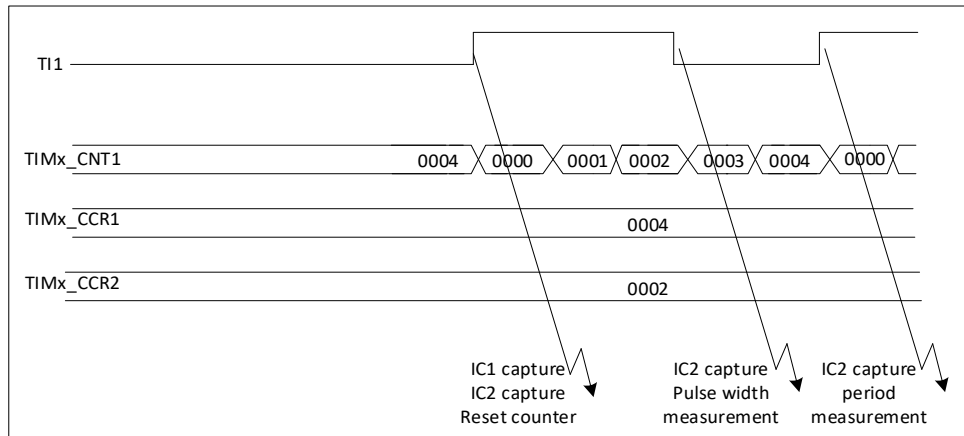 TI1
TIMx_CNT1
0004 0000 0001 0002 0003 0004 0000
TIMx_CCR1
0004
TIMx_CCR2
0002
IC1 capture
IC2 capture
Reset counter
IC2 capture
Pulse width
measurement
IC2 capture
period
measurement